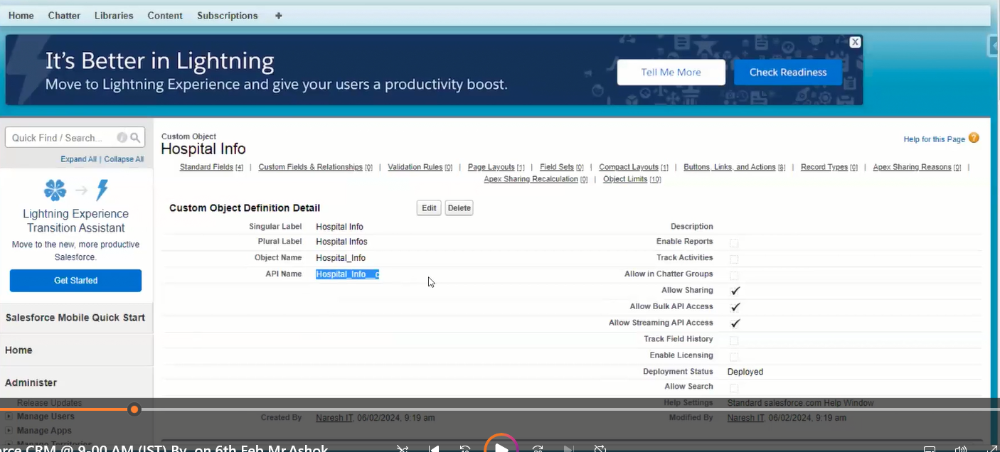 Home Chatter Libraries Content Subscriptions +
It's Better in Lightning
Move to Lightning Experience and give your users a productivity boost.
Tell Me More Check Readiness X
Quick Find / Search...
Expand All | Collapse All
Lightning Experience
Transition Assistant
Move to the new, more productive
Salesforce.
Get Started
Salesforce Mobile Quick Start
Home
Administer
Release Updates
Manage Users
Manage Apps
Manage Territories
Custom Object
Hospital Info
Help for this Page ?
Standard Fields [4] | Custom Fields & Relationships [0] | Validation Rules [0] | Page Layouts [1] | Field Sets [0] | Compact Layouts [1] | Buttons, Links, and Actions [8] | Record Types [0] | Apex Sharing Reasons [0] |
Apex Sharing Recalculation [0] | Object Limits [10]
Custom Object Definition Detail Edit Delete
Singular Label Hospital Info Description
Plural Label Hospital Infos Enable Reports
Object Name Hospital_Info Track Activities
API Name Hospital_Info__c Allow in Chatter Groups
Allow Sharing ✓
Allow Bulk API Access ✓
Allow Streaming API Access ✓
Track Field History
Enable Licensing
Deployment Status Deployed
Allow Search
Help Settings Standard salesforce.com Help Window
Created By Naresh IT, 06/02/2024, 9:19 am Modified By Naresh IT, 06/02/2024, 9:19 am
orce CRM @ 9-00 AM (IST) By on 6th Feb Mr.Ashok